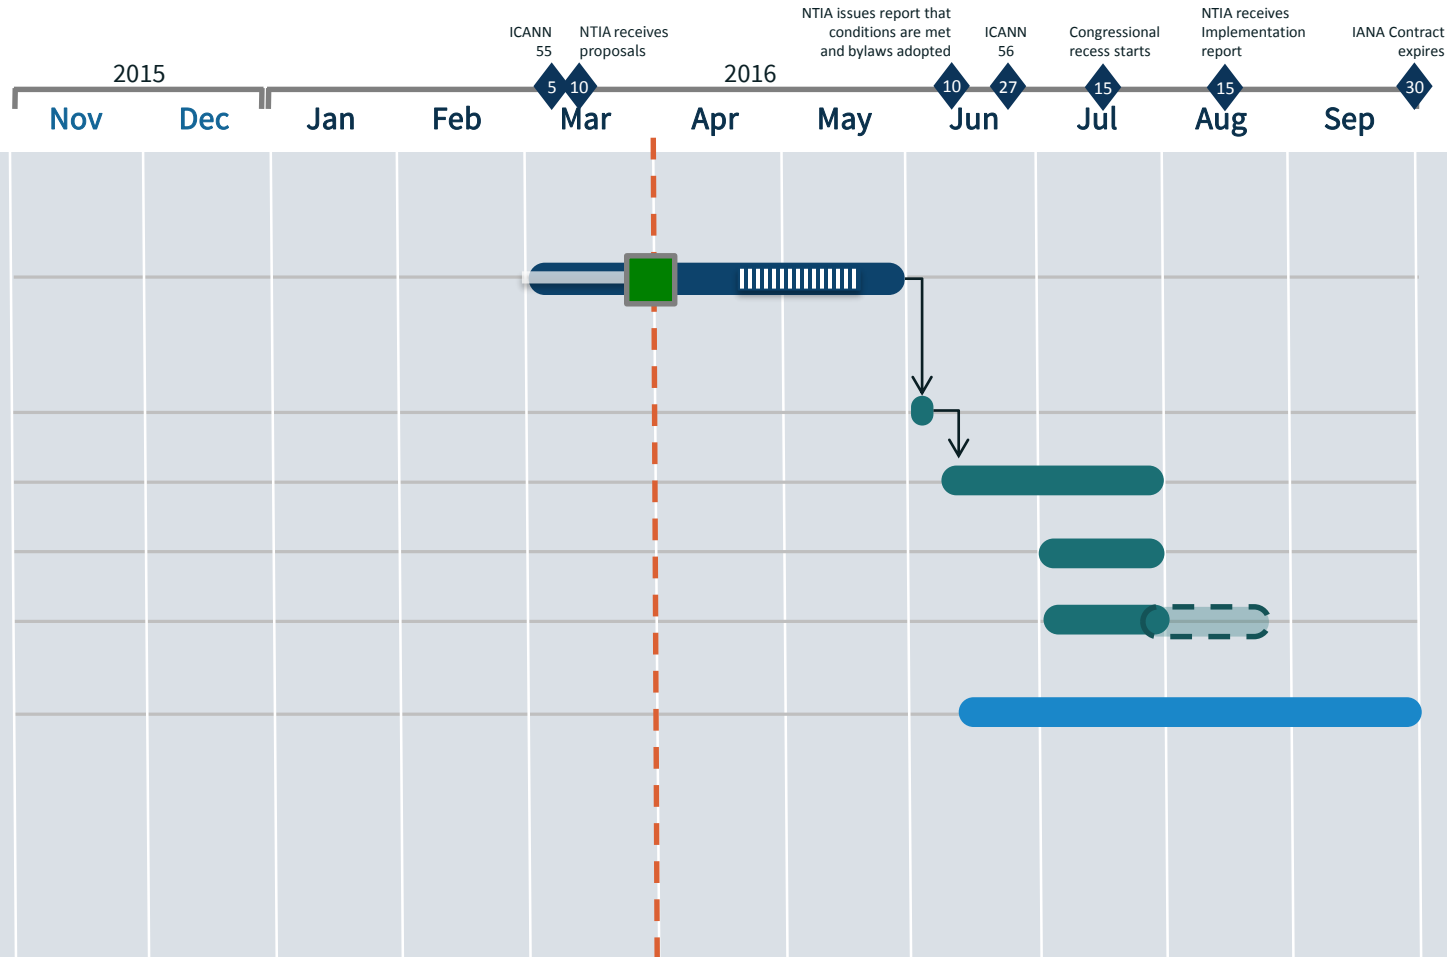 NTIA issues report that
conditions are met
and bylaws adopted
ICANN
55
NTIA receives
proposals
ICANN
56
Congressional
recess starts
NTIA receives
Implementation
report
IANA Contract
expires
2015
2016
5
10
10
27
15
15
30
Nov
Dec
Jan
Feb
Mar
Apr
May
Jun
Jul
Aug
Sep